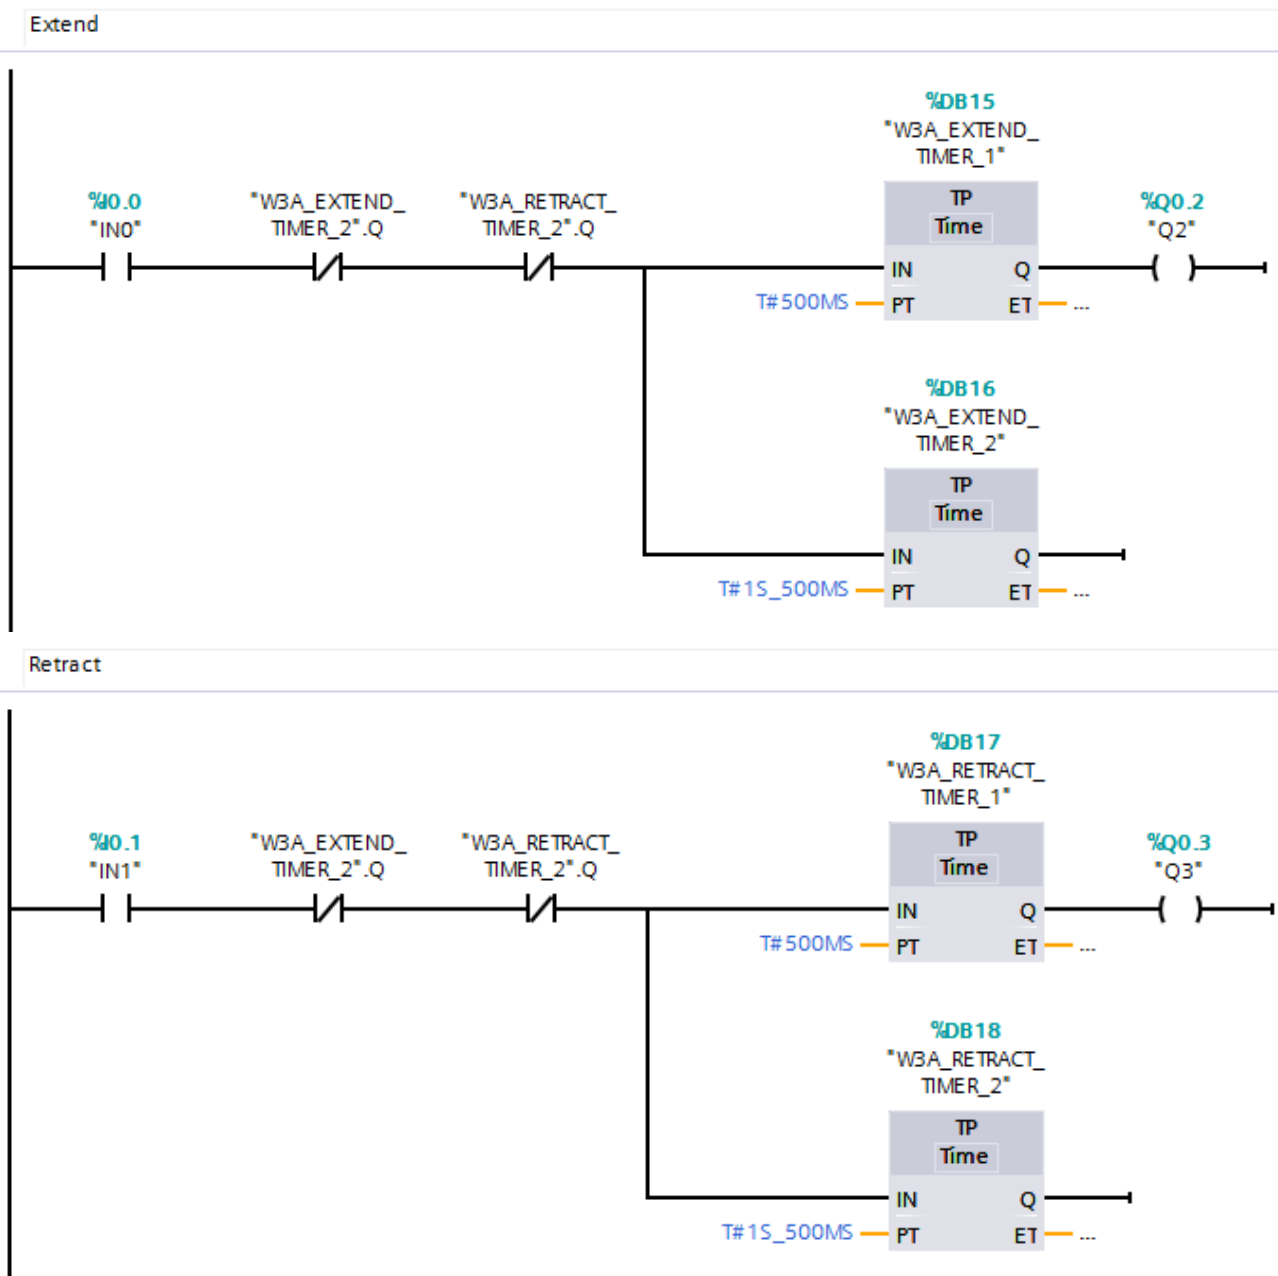 Extend
%DB15
"W3A_EXTEND_
TIMER_1"
%I0.0
"IN0"
"W3A_EXTEND_
TIMER_2".Q
"W3A_RETRACT_
TIMER_2".Q
TP
Time
%Q0.2
"Q2"
IN
Q
T#500MS
PT
ET
...
%DB16
"W3A_EXTEND_
TIMER_2"
TP
Time
IN
Q
T#1S_500MS
PT
ET
...
Retract
%DB17
"W3A_RETRACT_
TIMER_1"
%I0.1
"IN1"
"W3A_EXTEND_
TIMER_2".Q
"W3A_RETRACT_
TIMER_2".Q
TP
Time
%Q0.3
"Q3"
IN
Q
T#500MS
PT
ET
...
%DB18
"W3A_RETRACT_
TIMER_2"
TP
Time
IN
Q
T#1S_500MS
PT
ET
...